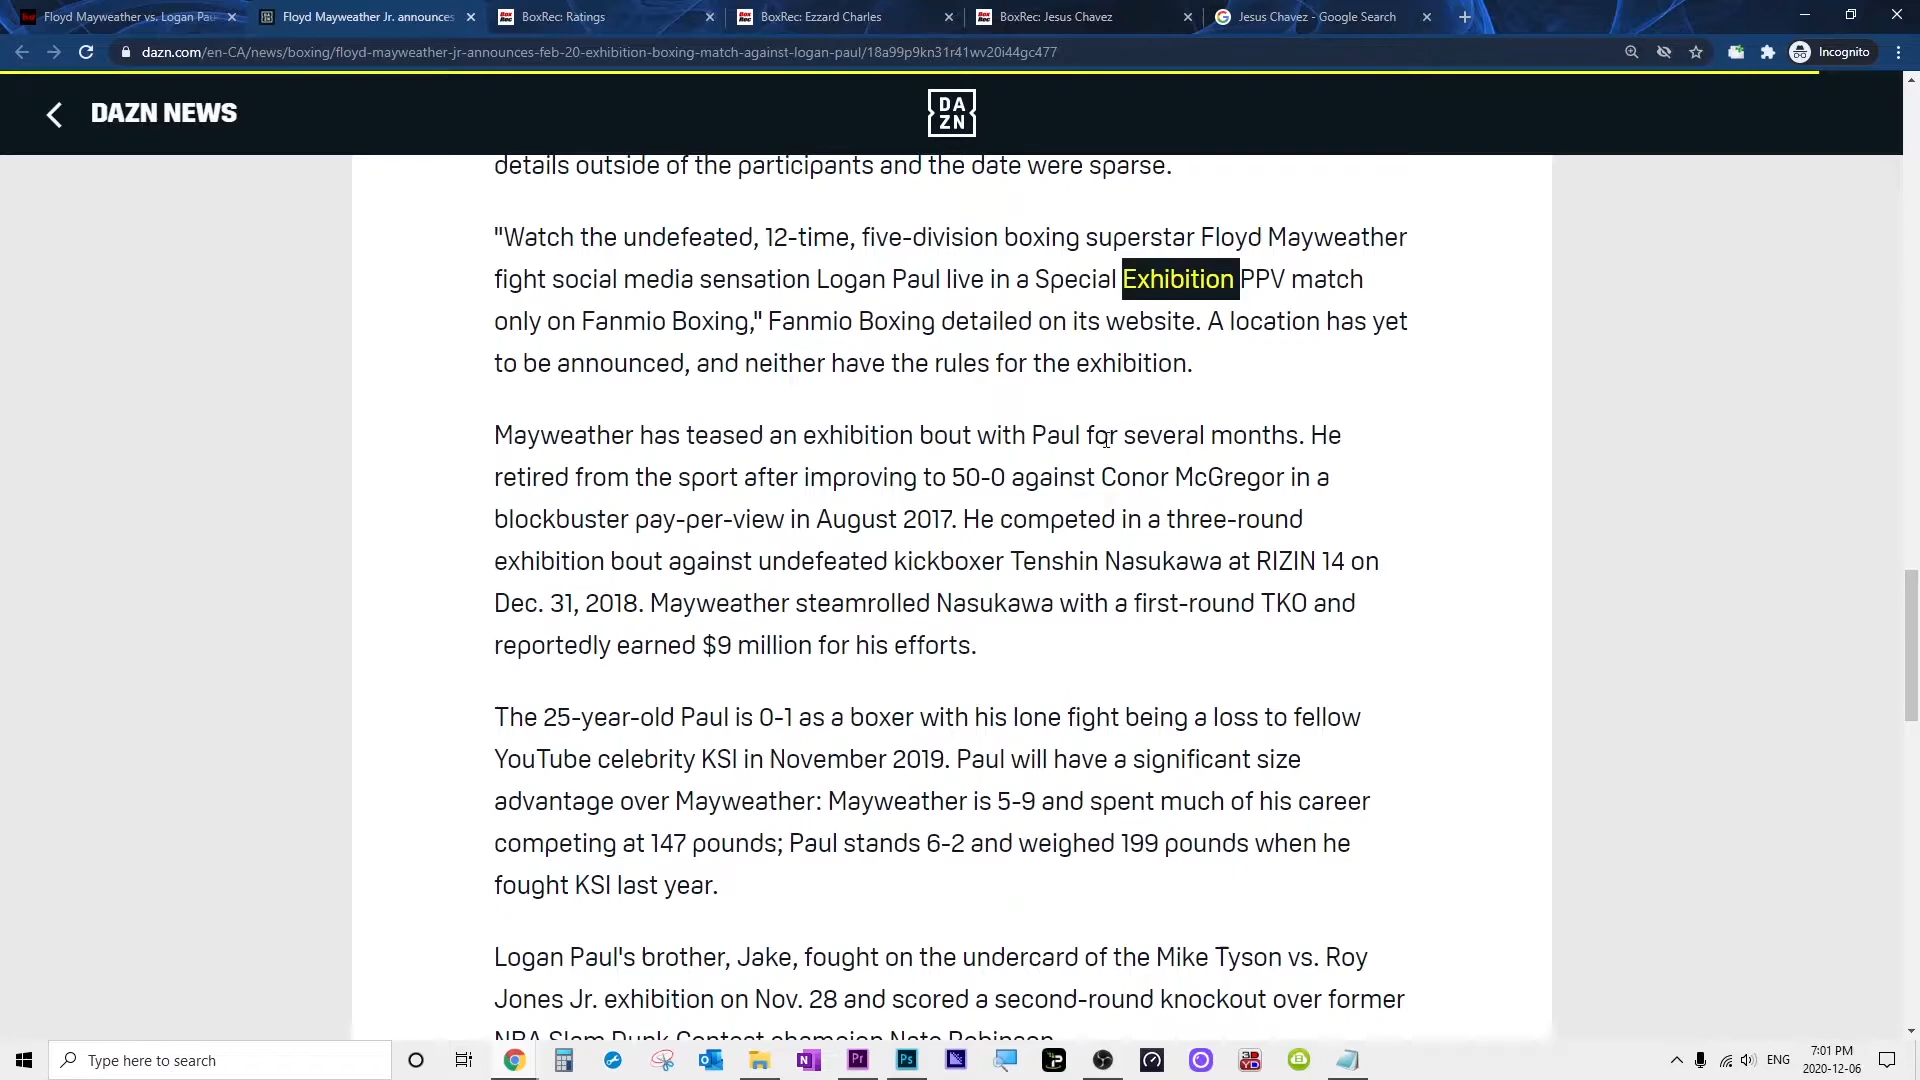 Floyd Mayweather vs. Logan Pau
Floyd Mayweather Jr. announces
BoxRec: Ratings
BoxRec: Ezzard Charles
BoxRec: Jesus Chavez
Jesus Chavez - Google Search
dazn.com/en-CA/news/boxing/floyd-mayweather-jr-announces-feb-20-exhibition-boxing-match-against-logan-paul/18a99p9kn31r41wv20i44gc477
Incognito
DAZN NEWS
DA
ZN
details outside of the participants and the date were sparse.
"Watch the undefeated, 12-time, five-division boxing superstar Floyd Mayweather
fight social media sensation Logan Paul live in a Special Exhibition PPV match
only on Fanmio Boxing," Fanmio Boxing detailed on its website. A location has yet
to be announced, and neither have the rules for the exhibition.
Mayweather has teased an exhibition bout with Paul for several months. He
retired from the sport after improving to 50-0 against Conor McGregor in a
blockbuster pay-per-view in August 2017. He competed in a three-round
exhibition bout against undefeated kickboxer Tenshin Nasukawa at RIZIN 14 on
Dec. 31, 2018. Mayweather steamrolled Nasukawa with a first-round TKO and
reportedly earned $9 million for his efforts.
The 25-year-old Paul is 0-1 as a boxer with his lone fight being a loss to fellow
YouTube celebrity KSI in November 2019. Paul will have a significant size
advantage over Mayweather: Mayweather is 5-9 and spent much of his career
competing at 147 pounds; Paul stands 6-2 and weighed 199 pounds when he
fought KSI last year.
Logan Paul's brother, Jake, fought on the undercard of the Mike Tyson vs. Roy
Jones Jr. exhibition on Nov. 28 and scored a second-round knockout over former
NBA Slam Dunk Contest champion Nate Robinson.
Type here to search
ENG
7:01 PM
2020-12-06